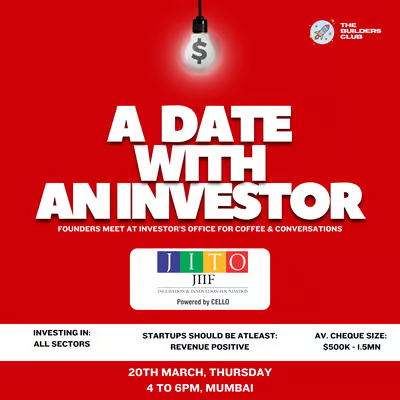 $
THE
BUILDERS
CLUB
A DATE
WITH
AN INVESTOR
FOUNDERS MEET AT INVESTOR'S OFFICE FOR COFFEE & CONVERSATIONS
JITO
JIIF
INCUBATION & INNOVATION FOUNDATION
Powered by CELLO
INVESTING IN:
ALL SECTORS
STARTUPS SHOULD BE ATLEAST:
REVENUE POSITIVE
AV. CHEQUE SIZE:
$500K - 1.5MN
20TH MARCH, THURSDAY
4 TO 6PM, MUMBAI